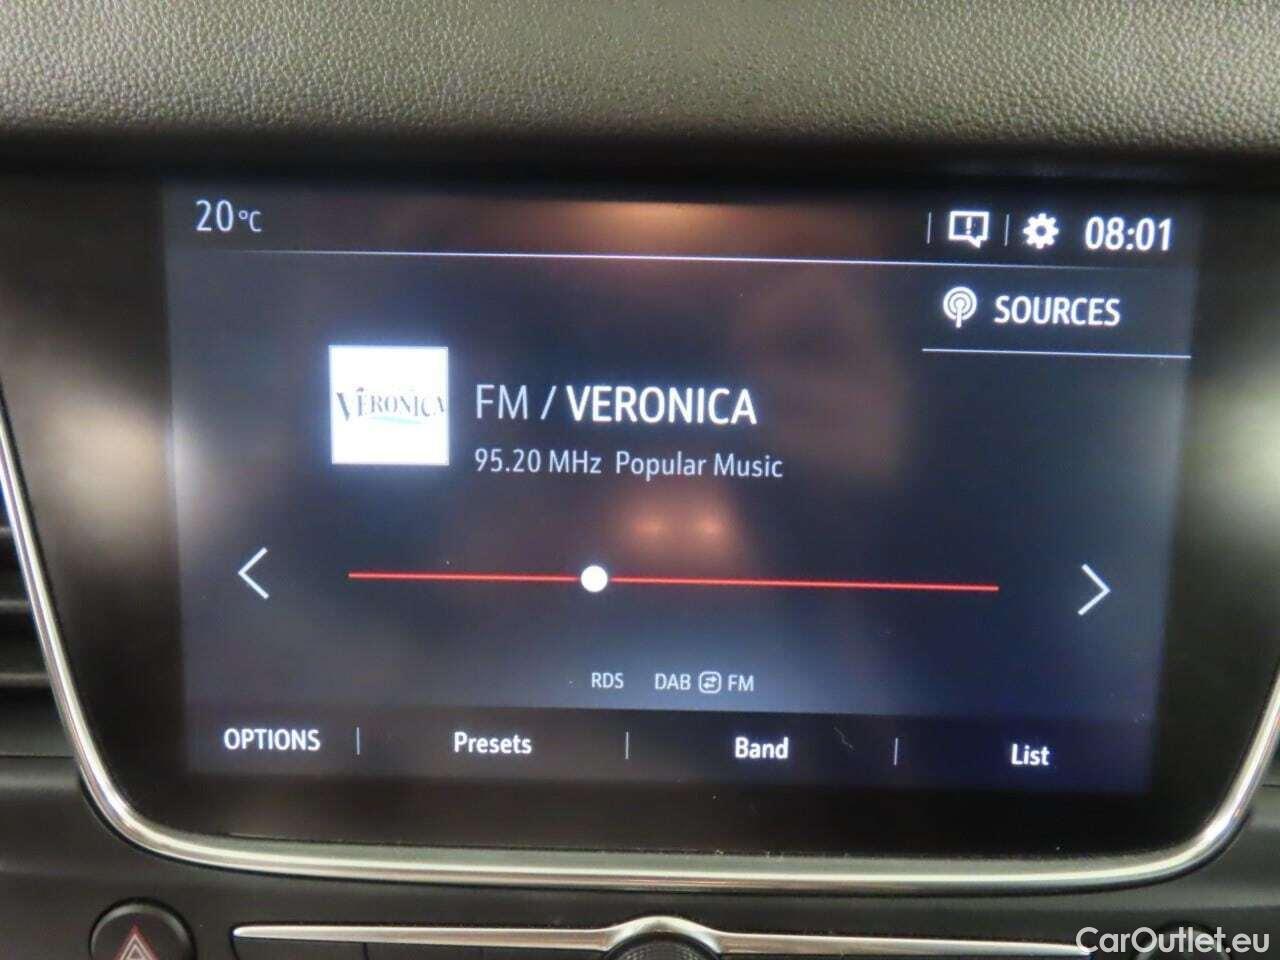 20°C
08:01
SOURCES
VERONICA
FM / VERONICA
95.20 MHz Popular Music
RDS DAB FM
OPTIONS | Presets | Band | List
CarOutlet.eu